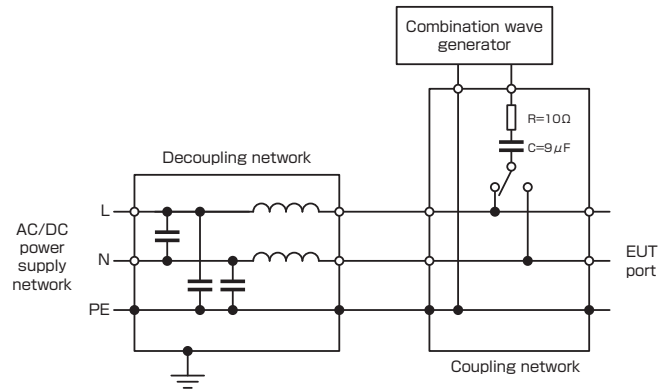 Combination wave
generator
R=10Ω
C=9μF
Decoupling network
L
N
PE
AC/DC
power
supply
network
EUT
port
Coupling network